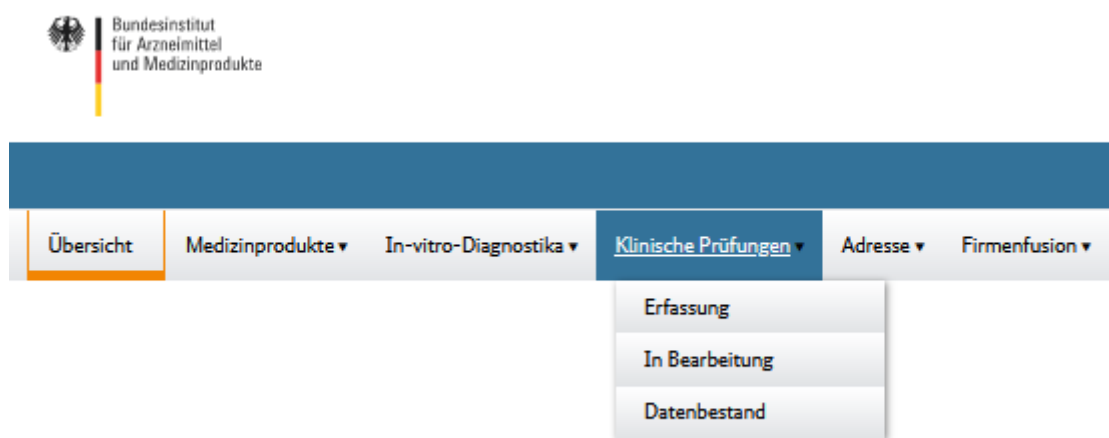 Bundesinstitut
für Arzneimittel
und Medizinprodukte
Übersicht Medizinprodukte ▾ In-vitro-Diagnostika ▾ Klinische Prüfungen ▾ Adresse ▾ Firmenfusion ▾
Erfassung
In Bearbeitung
Datenbestand